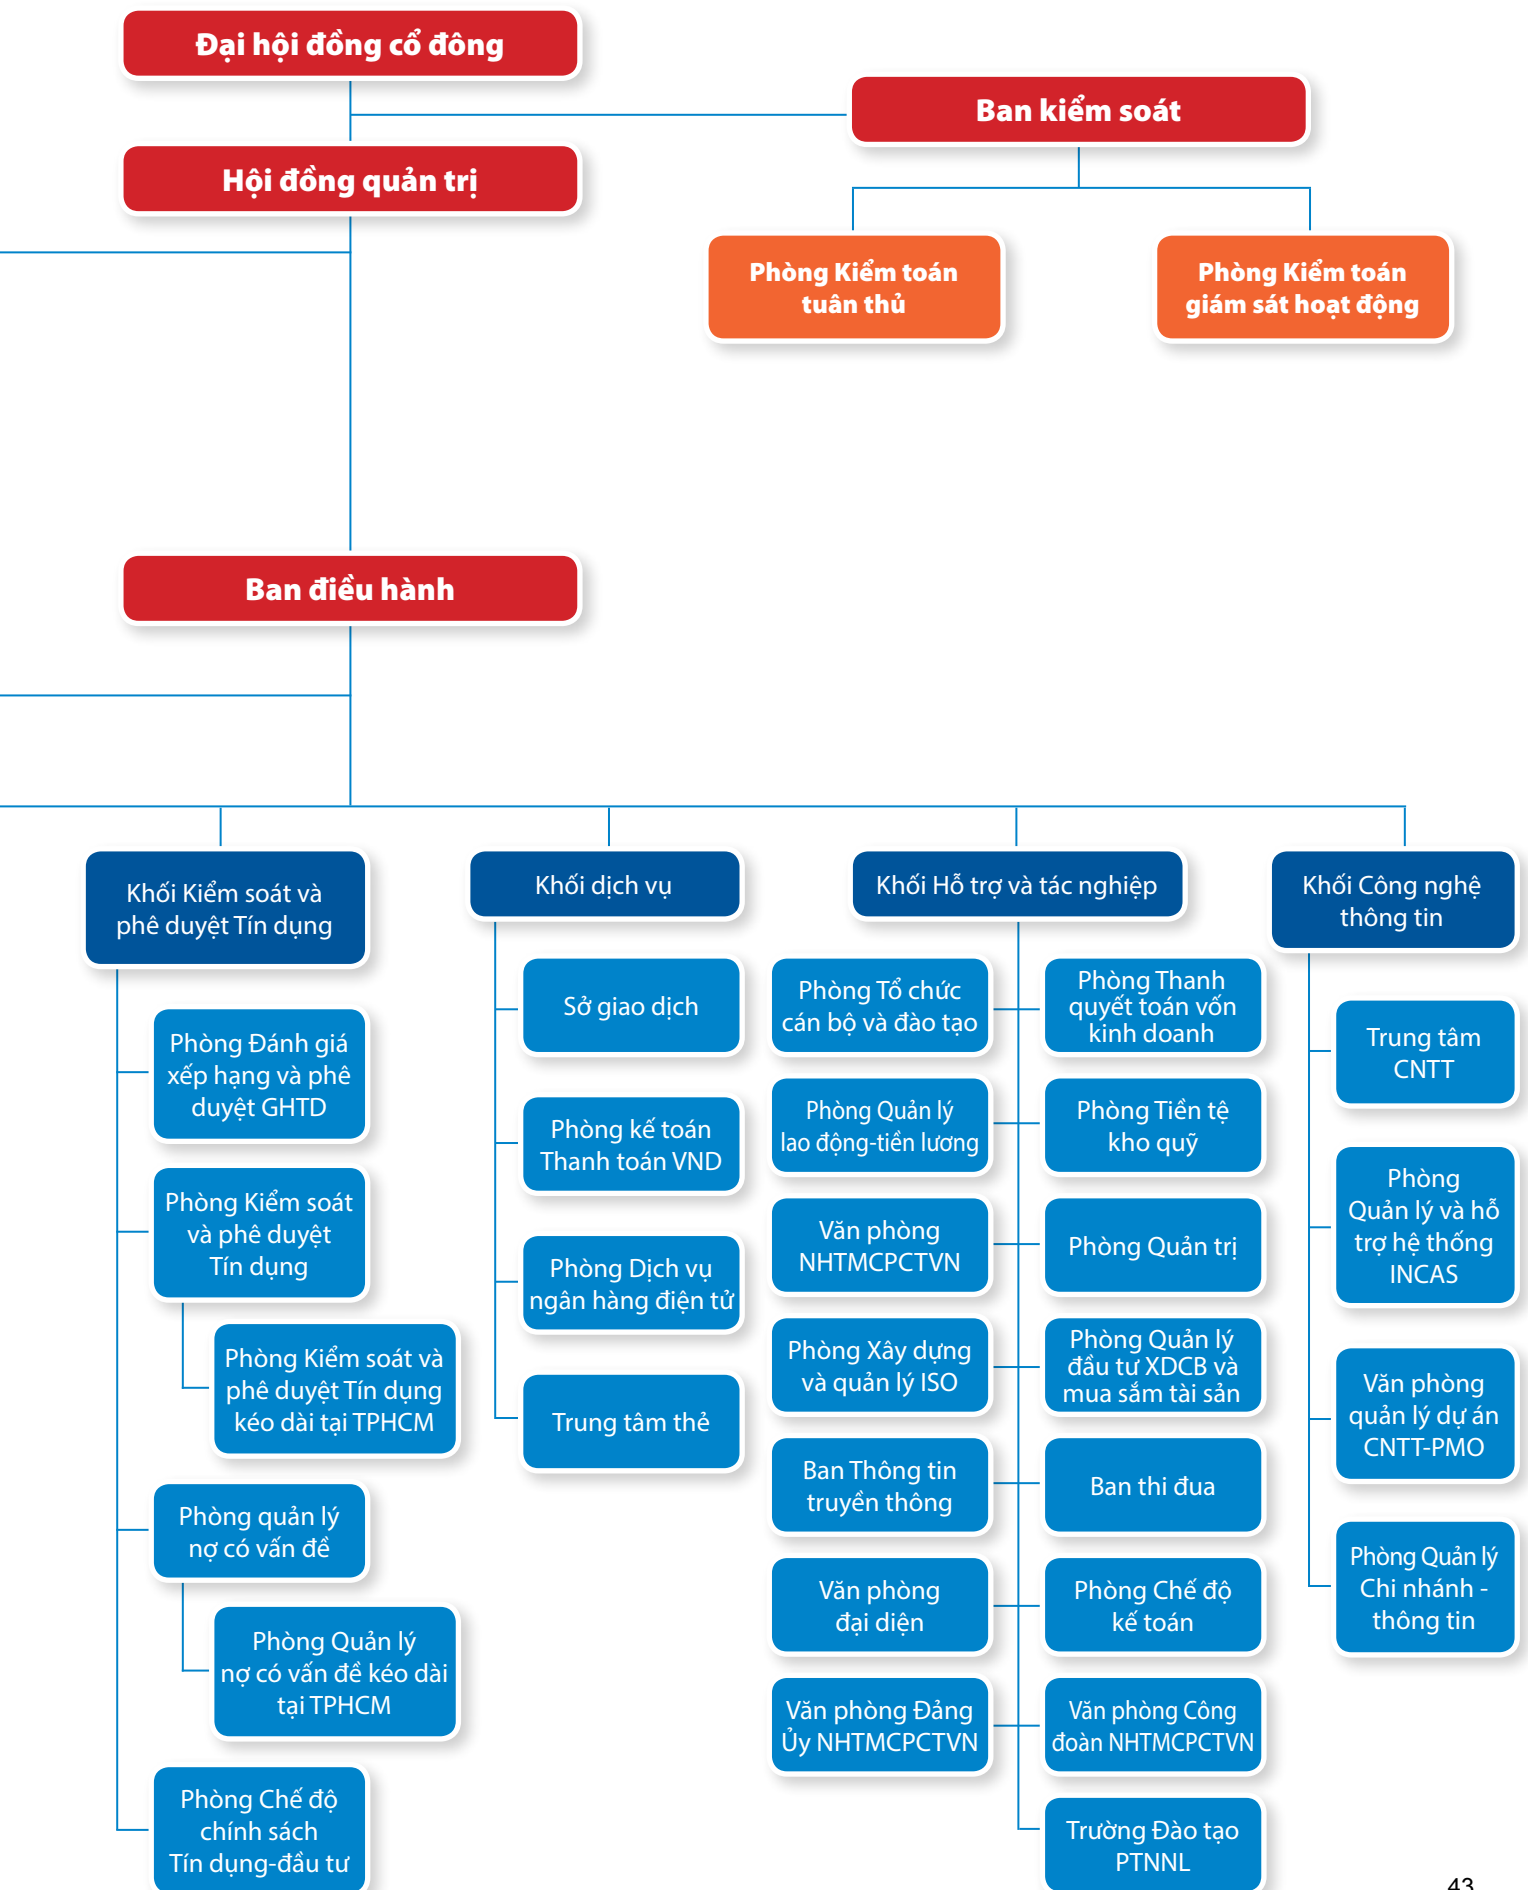 Đại hội đồng cổ đông
Ban kiểm soát
Hội đồng quản trị
Phòng Kiểm toán
tuân thủ
Phòng Kiểm toán
giám sát hoạt động
Ban điều hành
Khối Kiểm soát và
phê duyệt Tín dụng
Phòng Đánh giá
xếp hạng và phê
duyệt GHTD
Phòng Kiểm soát
và phê duyệt
Tín dụng
Phòng Kiểm soát và
phê duyệt Tín dụng
kéo dài tại TPHCM
Phòng quản lý
nợ có vấn đề
Phòng Quản lý
nợ có vấn đề kéo dài
tại TPHCM
Phòng Chế độ
chính sách
Tín dụng-đầu tư
Khối dịch vụ
Sở giao dịch
Phòng kế toán
Thanh toán VND
Phòng Dịch vụ
ngân hàng điện tử
Trung tâm thẻ
Khối Hỗ trợ và tác nghiệp
Phòng Tổ chức
cán bộ và đào tạo
Phòng Thanh
quyết toán vốn
kinh doanh
Phòng Quản lý
lao động-tiền lương
Phòng Tiền tệ
kho quỹ
Văn phòng
NHTMCPCTVN
Phòng Quản trị
Phòng Xây dựng
và quản lý ISO
Phòng Quản lý
đầu tư XDCB và
mua sắm tài sản
Ban Thông tin
truyền thông
Ban thi đua
Văn phòng
đại diện
Phòng Chế độ
kế toán
Văn phòng Đảng
Ủy NHTMCPCTVN
Văn phòng Công
đoàn NHTMCPCTVN
Trường Đào tạo
PTNNL
Khối Công nghệ
thông tin
Trung tâm
CNTT
Phòng
Quản lý và hỗ
trợ hệ thống
INCAS
Văn phòng
quản lý dự án
CNTT-PMO
Phòng Quản lý
Chi nhánh -
thông tin
43